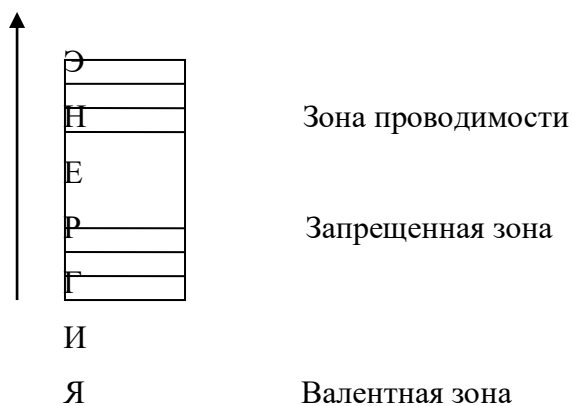 Э
Н Зона проводимости
Е
Р Запрещенная зона
Г
И
Я Валентная зона